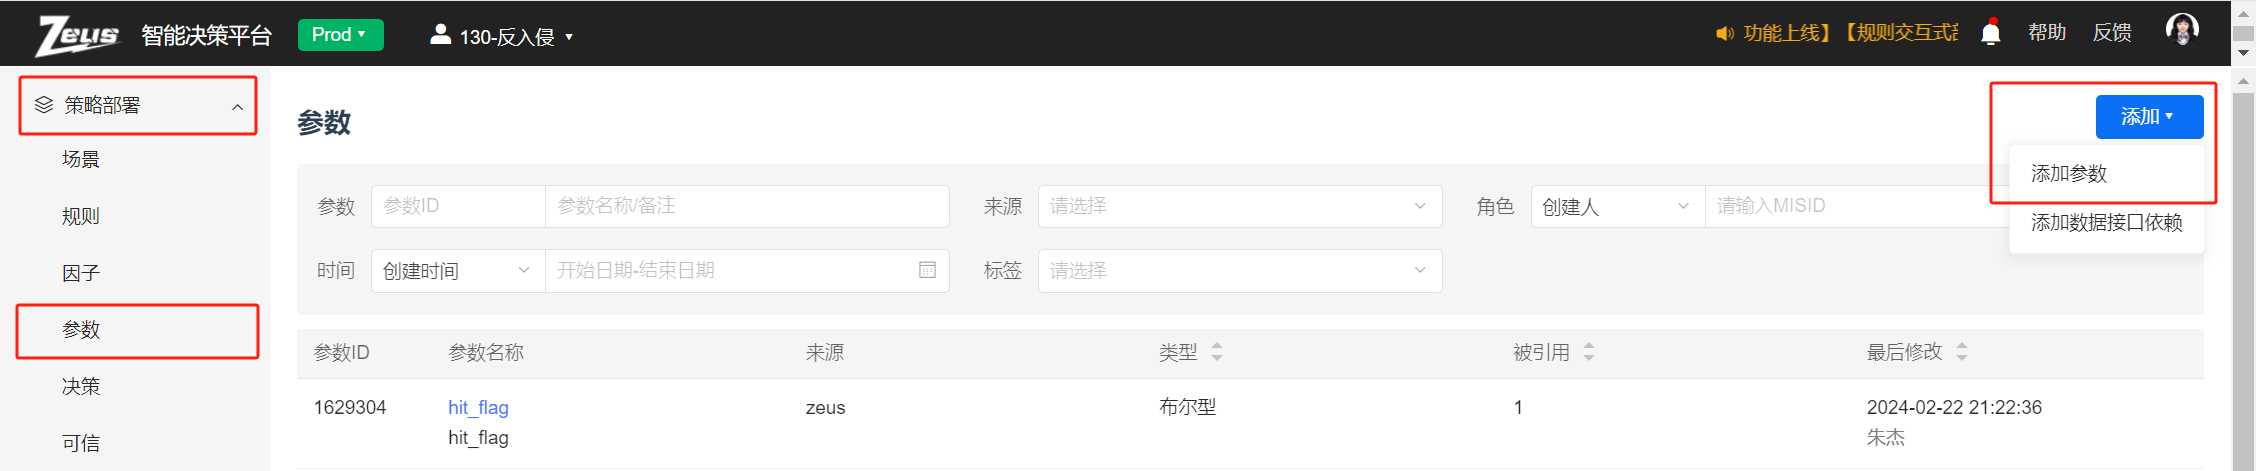 Zeus 智能决策平台 Prod 130-反入侵 功能上线】【规则交互式 帮助 反馈
策略部署
场景
规则
因子
参数
决策
可信
参数
添加
添加参数
添加数据接口依赖
参数 参数ID 参数名称/备注 来源 请选择 角色 创建人 请输入MISID
时间 创建时间 开始日期-结束日期 标签 请选择
参数ID 参数名称 来源 类型 被引用 最后修改
1629304 hit_flag zeus 布尔型 1 2024-02-22 21:22:36
hit_flag 朱杰